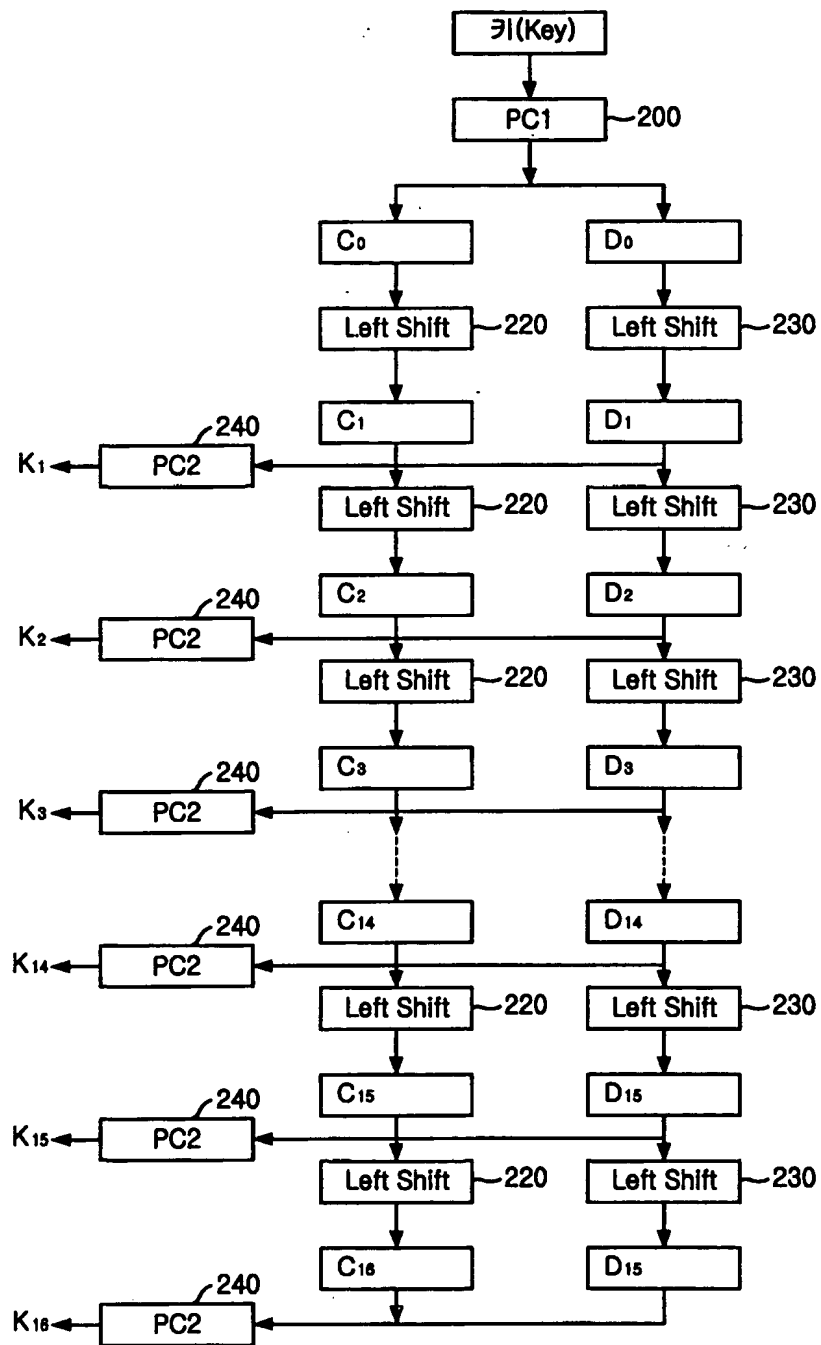 키(Key)
PC1 200
C0 D0
Left Shift 220 Left Shift 230
C1 D1
240
K1 PC2
Left Shift 220 Left Shift 230
C2 D2
240
K2 PC2
Left Shift 220 Left Shift 230
C3 D3
240
K3 PC2
C14 D14
240
K14 PC2
Left Shift 220 Left Shift 230
C15 D15
240
K15 PC2
Left Shift 220 Left Shift 230
C16 D15
240
K16 PC2